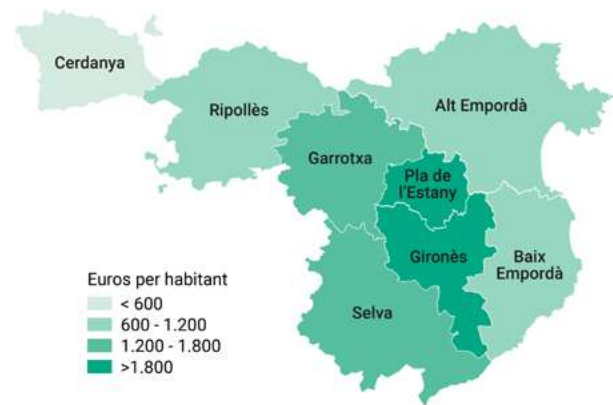 Cerdanya
Ripollès
Alt Empordà
Garrotxa
Pla de
l'Estany
Gironès
Baix
Empordà
Selva
Euros per habitant
< 600
600 - 1.200
1.200 - 1.800
>1.800